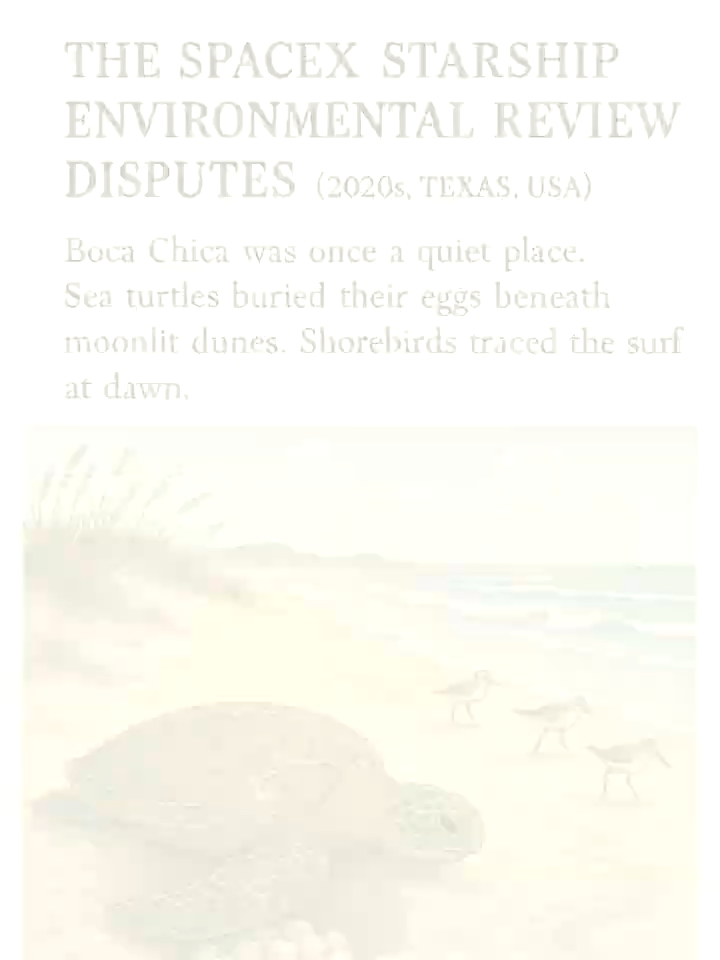 THE SPACEX STARSHIP
ENVIRONMENTAL REVIEW
DISPUTES (2020s, TEXAS, USA)
Boca Chica was once a quiet place.
Sea turtles buried their eggs beneath
moonlit dunes. Shorebirds traced the surf
at dawn.